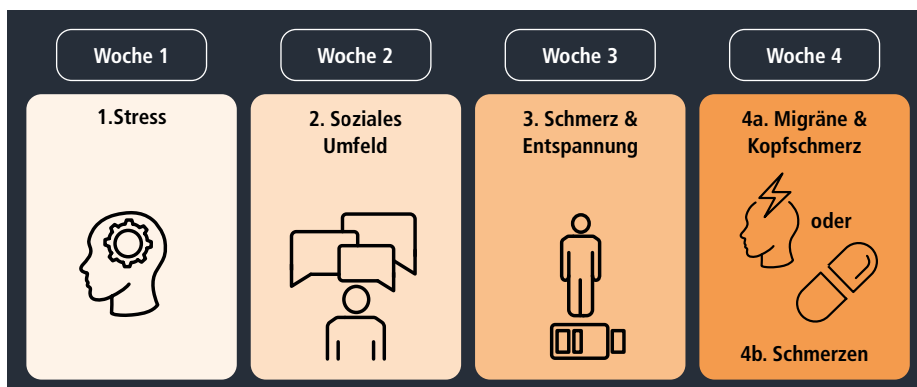 Woche 1
Woche 2
Woche 3
Woche 4
1.Stress
2. Soziales
Umfeld
3. Schmerz &
Entspannung
4a. Migräne &
Kopfschmerz
oder
4b. Schmerzen